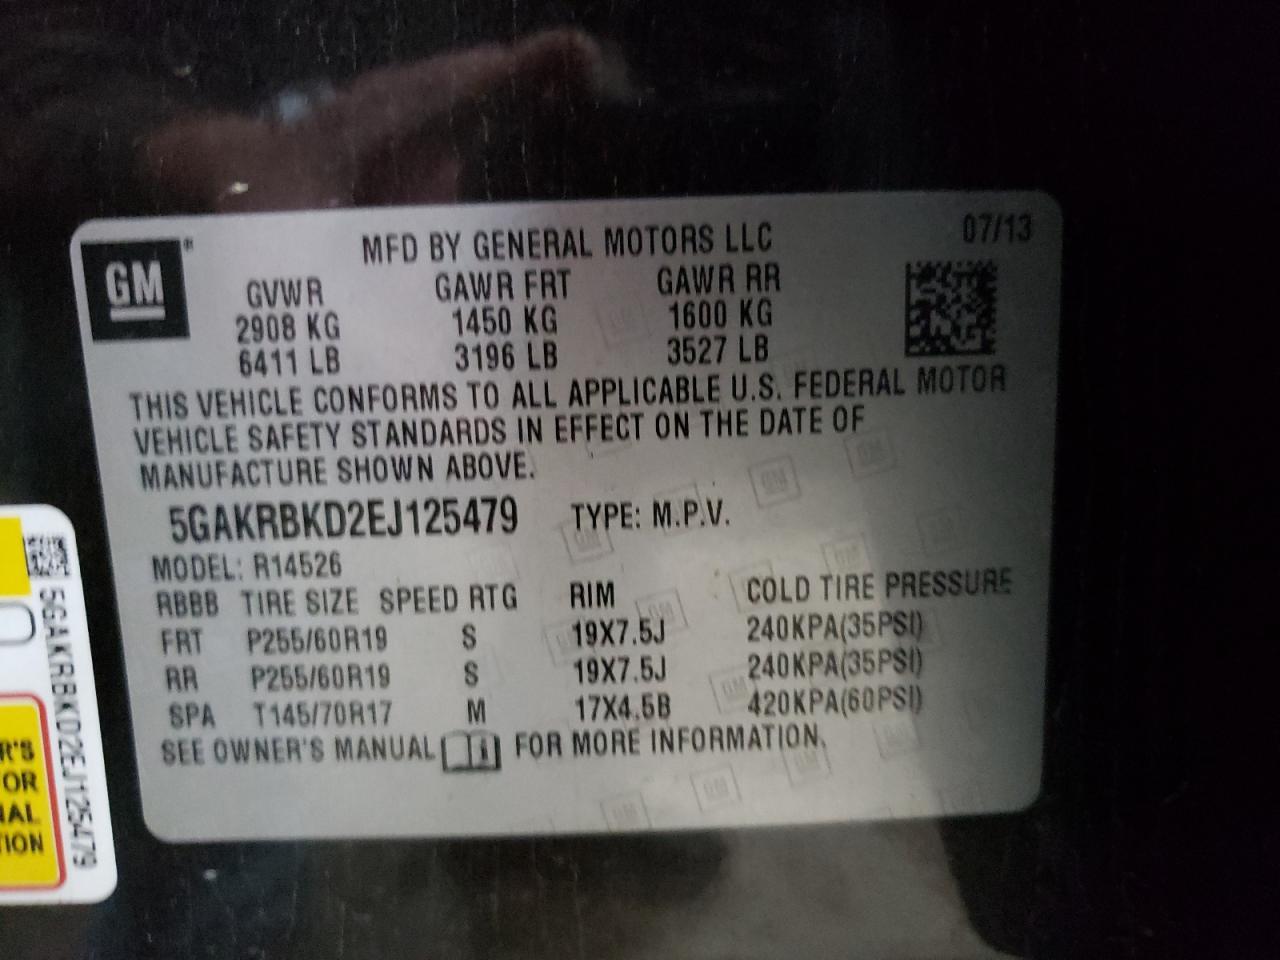 07/13
GM®
MFD BY GENERAL MOTORS LLC
GVWR GAWR FRT GAWR RR
2908 KG 1450 KG 1600 KG
6411 LB 3196 LB 3527 LB
THIS VEHICLE CONFORMS TO ALL APPLICABLE U.S. FEDERAL MOTOR
VEHICLE SAFETY STANDARDS IN EFFECT ON THE DATE OF
MANUFACTURE SHOWN ABOVE.
5GAKRBKD2EJ125479 TYPE: M.P.V.
MODEL: R14526
RBBB TIRE SIZE SPEED RTG RIM COLD TIRE PRESSURE
FRT P255/60R19 S 19X7.5J 240KPA(35PSI)
RR P255/60R19 S 19X7.5J 240KPA(35PSI)
SPA T145/70R17 M 17X4.5B 420KPA(60PSI)
SEE OWNER'S MANUAL FOR MORE INFORMATION.
5GAKRBKD2EJ125479
R'S
OR
NAL
TION